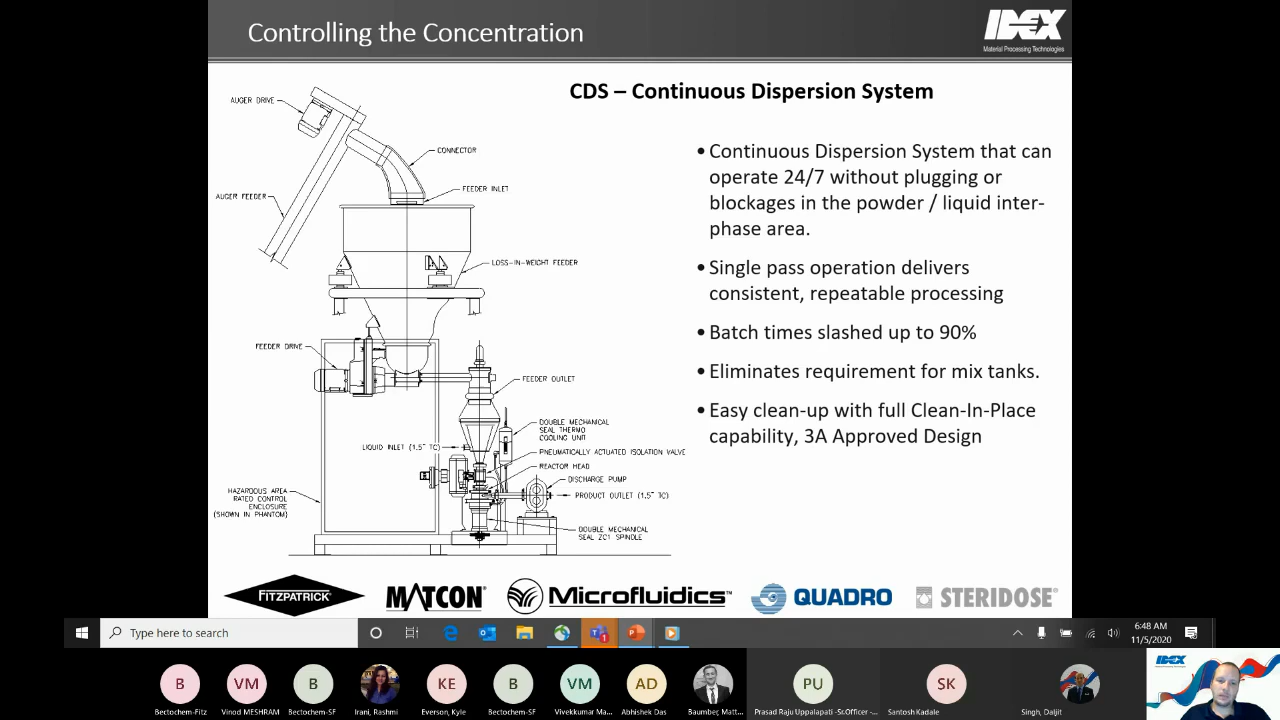 Controlling the Concentration
IDEX
Material Processing Technologies
CDS – Continuous Dispersion System
AUGER DRIVE
CONNECTOR
AUGER FEEDER
FEEDER INLET
LOSS-IN-WEIGHT FEEDER
FEEDER DRIVE
FEEDER OUTLET
DOUBLE MECHANICAL
SEAL THERMO
COOLING UNIT
LIQUID INLET (1.5" TC)
PNEUMATICALLY ACTUATED ISOLATION VALVE
REACTOR HEAD
DISCHARGE PUMP
HAZARDOUS AREA
RATED CONTROL
ENCLOSURE
(SHOWN IN PHANTOM)
PRODUCT OUTLET (1.5" TC)
DOUBLE MECHANICAL
SEAL ZC1 SPINDLE
• Continuous Dispersion System that can
operate 24/7 without plugging or
blockages in the powder / liquid inter-
phase area.
• Single pass operation delivers
consistent, repeatable processing
• Batch times slashed up to 90%
• Eliminates requirement for mix tanks.
• Easy clean-up with full Clean-In-Place
capability, 3A Approved Design
FITZPATRICK
MATCON
Microfluidics™
QUADRO
STERIDOSE
Type here to search
1
6:48 AM
11/5/2020
B
VM
B
KE
B
VM
AD
PU
SK
IDEX
Bectochem-Fitz
Vinod MESHRAM
Bectochem-SF
Irani, Rashmi
Everson, Kyle
Bectochem-SF
Vivekkumar Ma...
Abhishek Das
Baumber, Matt...
Prasad Raju Uppalapati -Sr.Officer -...
Santosh Kadale
Singh, Daljit